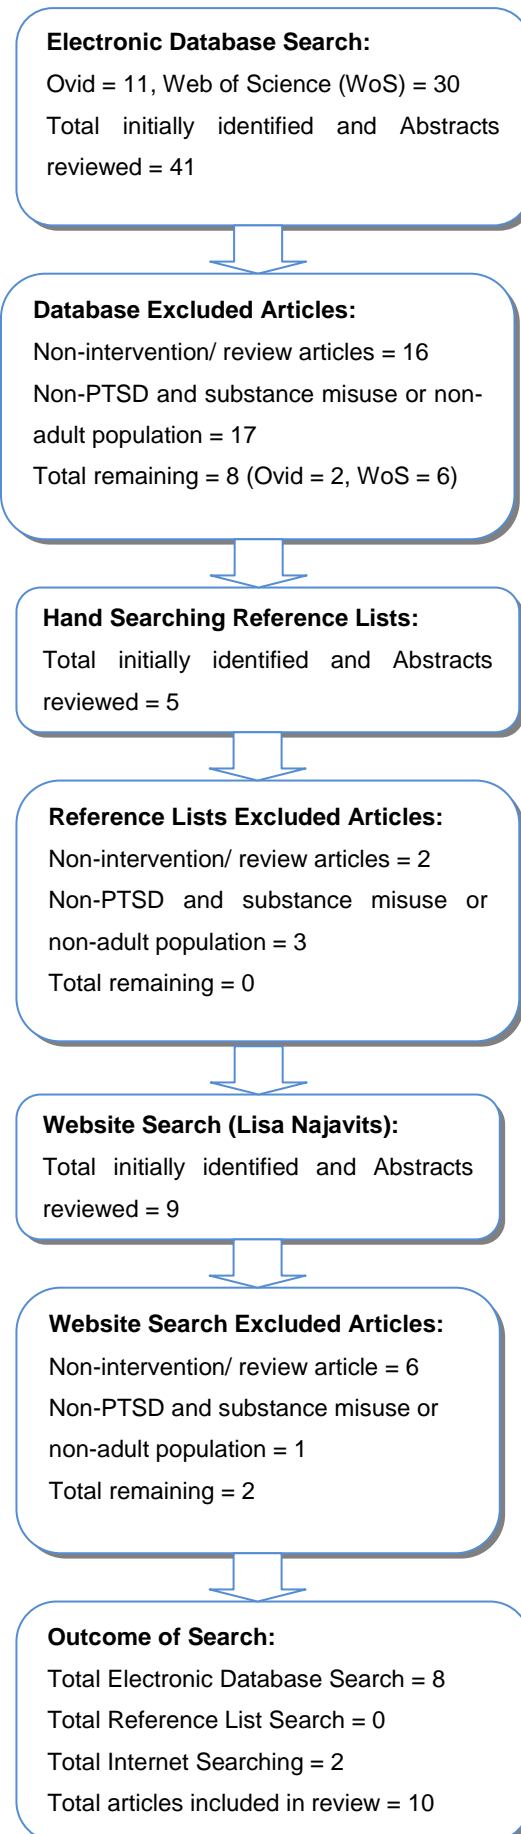 Electronic Database Search:
Ovid = 11, Web of Science (WoS) = 30
Total initially identified and Abstracts
reviewed = 41
Database Excluded Articles:
Non-intervention/ review articles = 16
Non-PTSD and substance misuse or non-
adult population = 17
Total remaining = 8 (Ovid = 2, WoS = 6)
Hand Searching Reference Lists:
Total initially identified and Abstracts
reviewed = 5
Reference Lists Excluded Articles:
Non-intervention/ review articles = 2
Non-PTSD and substance misuse or
non-adult population = 3
Total remaining = 0
Website Search (Lisa Najavits):
Total initially identified and Abstracts
reviewed = 9
Website Search Excluded Articles:
Non-intervention/ review article = 6
Non-PTSD and substance misuse or
non-adult population = 1
Total remaining = 2
Outcome of Search:
Total Electronic Database Search = 8
Total Reference List Search = 0
Total Internet Searching = 2
Total articles included in review = 10